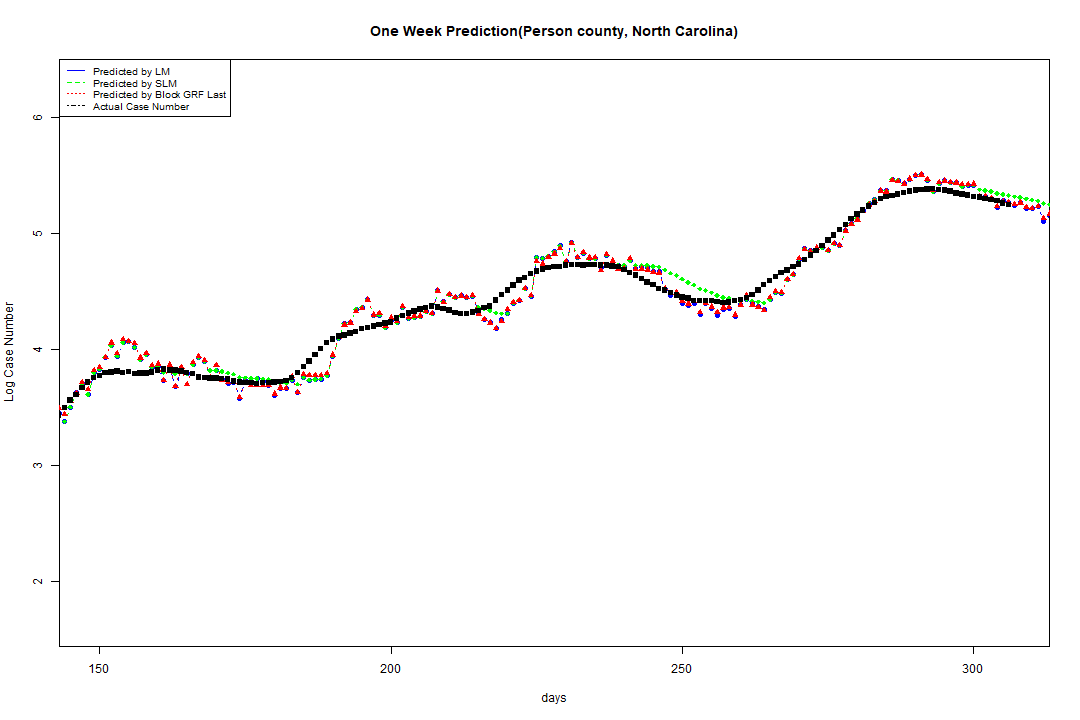 One Week Prediction(Person county, North Carolina)
Predicted by LM
Predicted by SLM
Predicted by Block GRF Last
Actual Case Number
6
5
4
3
2
Log Case Number
150 200 250 300
days